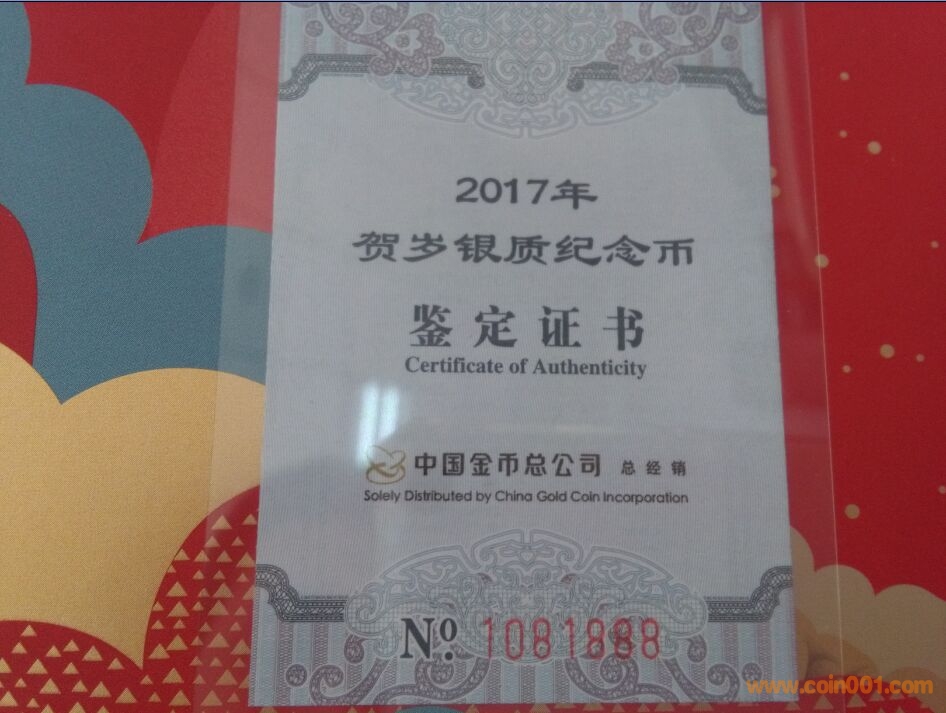 2017年
贺岁银质纪念币
鉴定证书
Certificate of Authenticity
中国金币总公司 总经销
Solely Distributed by China Gold Coin Incorporation
Nº. 1081888
www.coin001.com